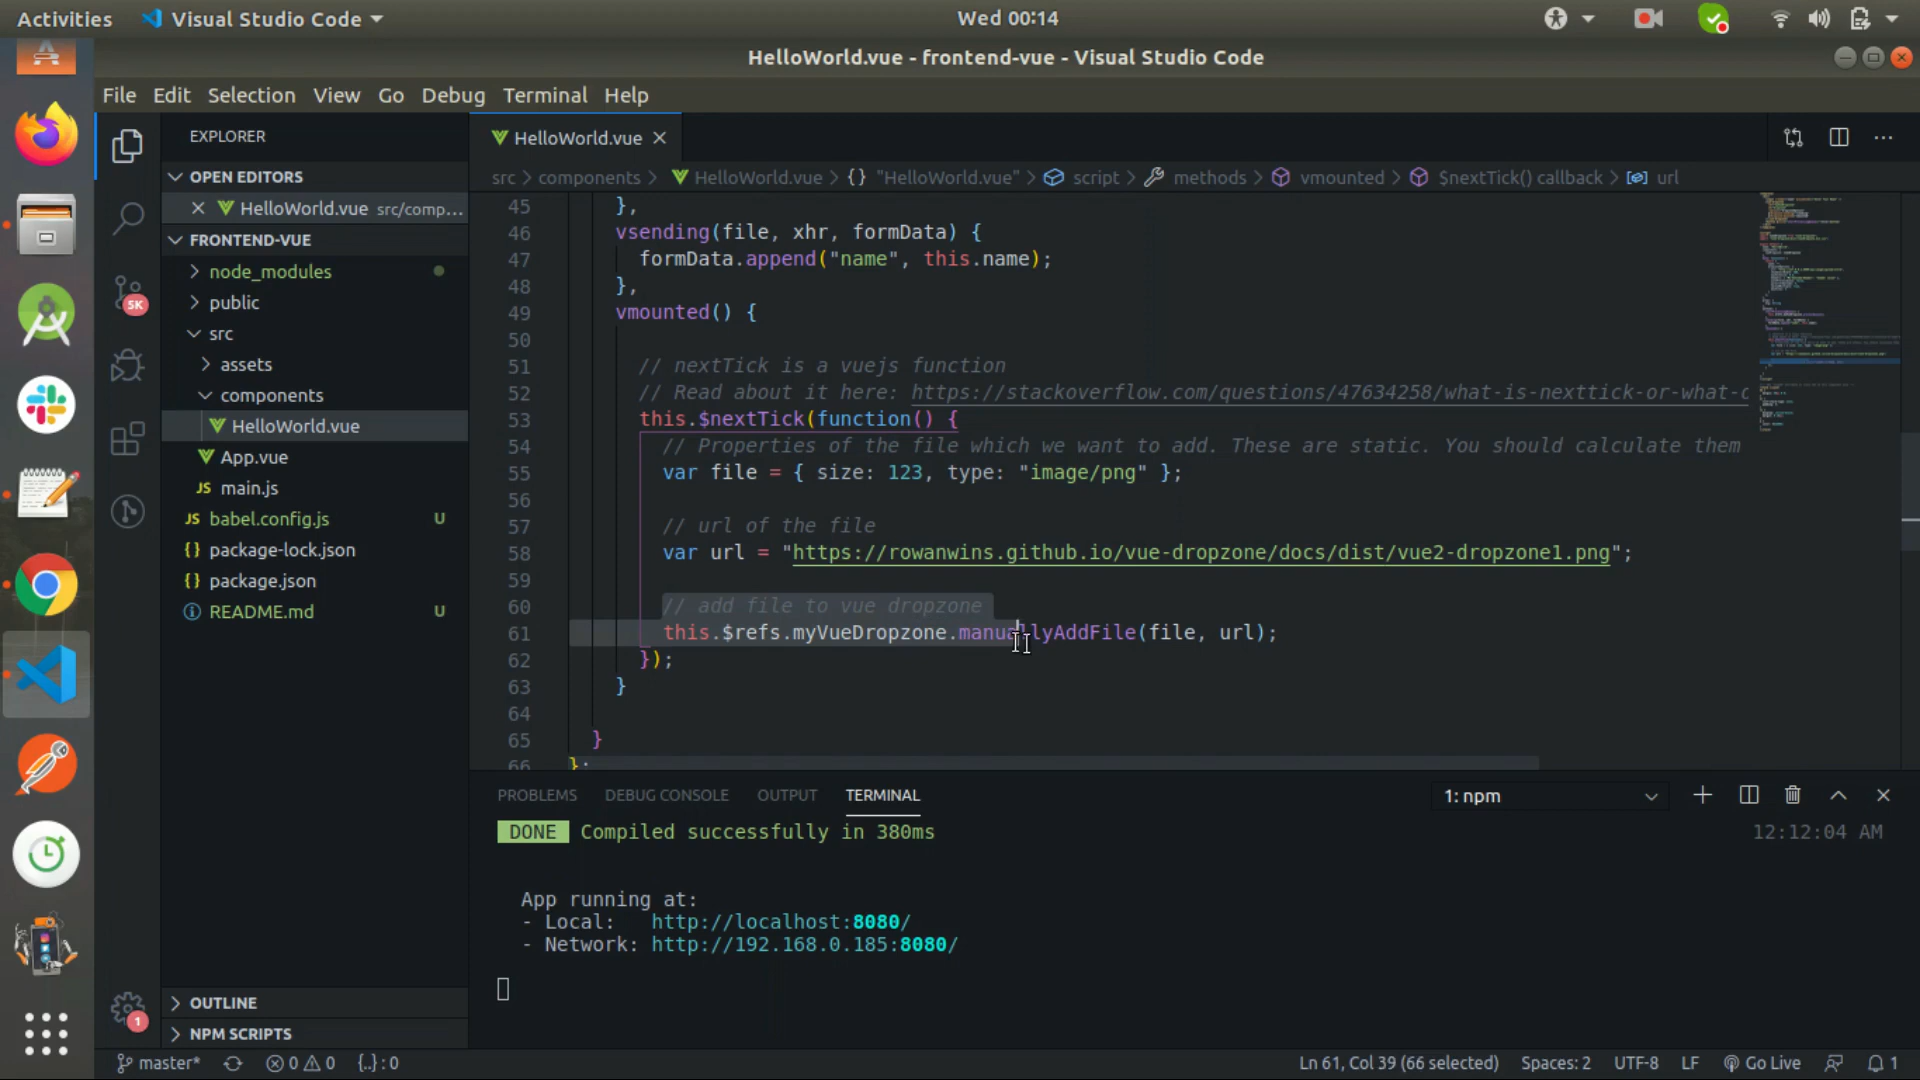 Activities
Visual Studio Code
Wed 00:14
HelloWorld.vue - frontend-vue - Visual Studio Code
File Edit Selection View Go Debug Terminal Help
EXPLORER
OPEN EDITORS
HelloWorld.vue src/comp...
FRONTEND-VUE
node_modules
public
src
assets
components
HelloWorld.vue
App.vue
JS main.js
JS babel.config.js U
{} package-lock.json
{} package.json
README.md U
OUTLINE
NPM SCRIPTS
5K
1
HelloWorld.vue
src > components > HelloWorld.vue > {} "HelloWorld.vue" > script > methods > vmounted > $nextTick() callback > url
45 },
46 vsending(file, xhr, formData) {
47 formData.append("name", this.name);
48 },
49 vmounted() {
50
51 // nextTick is a vuejs function
52 // Read about it here: https://stackoverflow.com/questions/47634258/what-is-nexttick-or-what-
53 this.$nextTick(function() {
54 // Properties of the file which we want to add. These are static. You should calculate them
55 var file = { size: 123, type: "image/png" };
56
57 // url of the file
58 var url = "https://rowanwins.github.io/vue-dropzone/docs/dist/vue2-dropzone1.png";
59
60 // add file to vue dropzone
61 this.$refs.myVueDropzone.manuallyAddFile(file, url);
62 });
63 }
64
65 }
66 };
PROBLEMS DEBUG CONSOLE OUTPUT TERMINAL
1: npm
DONE Compiled successfully in 380ms 12:12:04 AM
App running at:
- Local: http://localhost:8080/
- Network: http://192.168.0.185:8080/
master* 0 0 {..}: 0
Ln 61, Col 39 (66 selected) Spaces: 2 UTF-8 LF Go Live 1